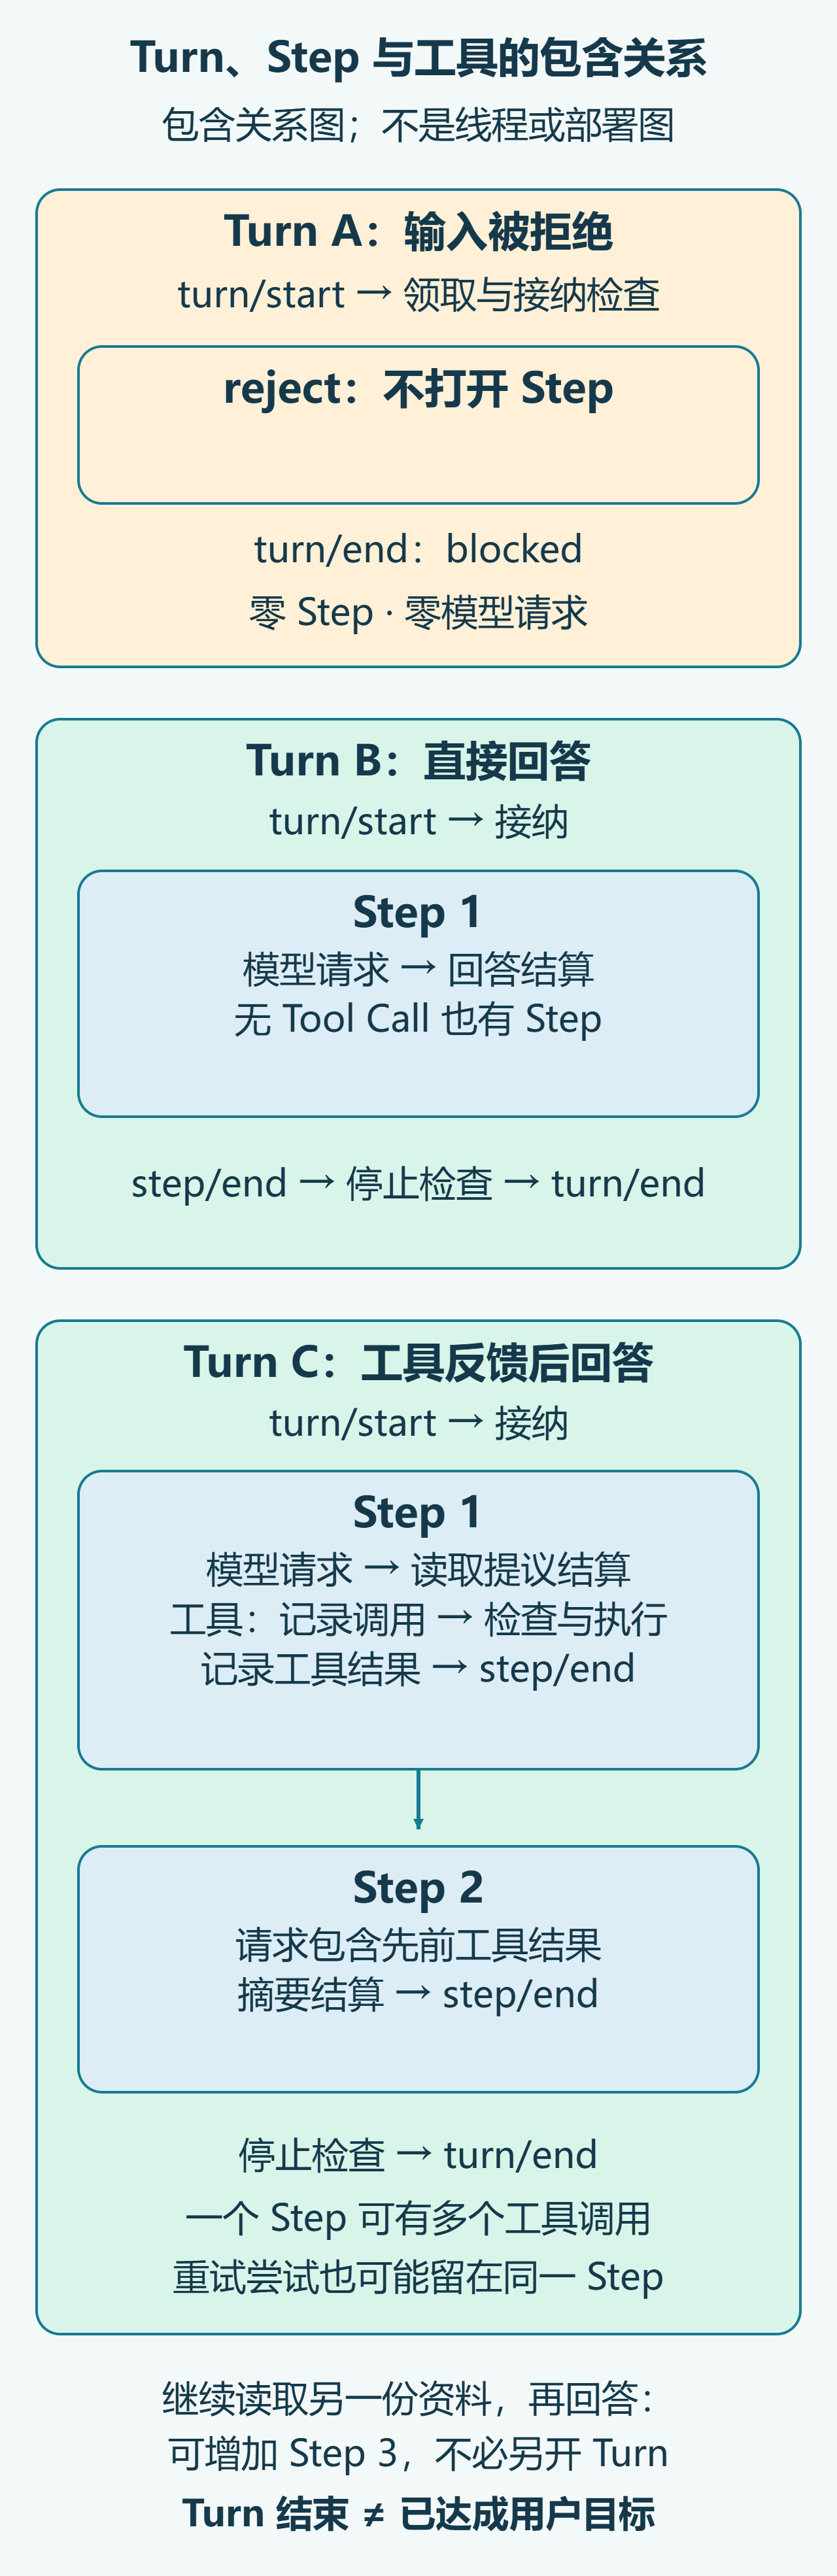 Turn、Step 与工具的包含关系
包含关系图；不是线程或部署图
Turn A：输入被拒绝
turn/start → 领取与接纳检查
reject：不打开 Step
turn/end：blocked
零 Step · 零模型请求
Turn B：直接回答
turn/start → 接纳
Step 1
模型请求 → 回答结算
无 Tool Call 也有 Step
step/end → 停止检查 → turn/end
Turn C：工具反馈后回答
turn/start → 接纳
Step 1
模型请求 → 读取提议结算
工具：记录调用 → 检查与执行
记录工具结果 → step/end
Step 2
请求包含先前工具结果
摘要结算 → step/end
停止检查 → turn/end
一个 Step 可有多个工具调用
重试尝试也可能留在同一 Step
继续读取另一份资料，再回答：
可增加 Step 3，不必另开 Turn
Turn 结束 ≠ 已达成用户目标